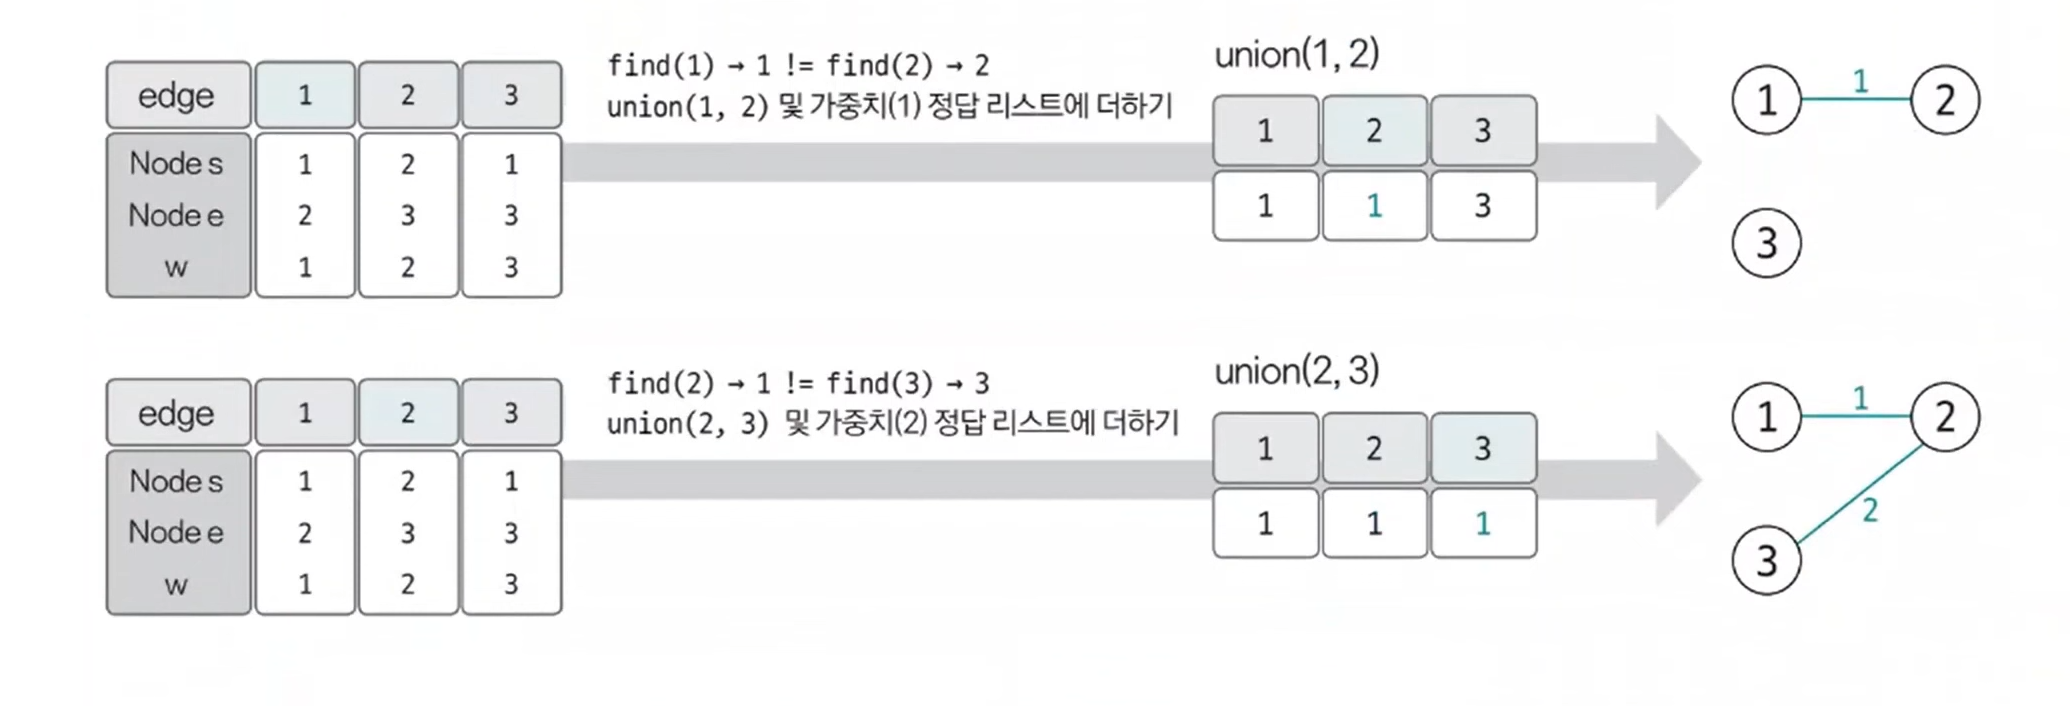 edge 1 2 3
Node s 1 2 1
Node e 2 3 3
w 1 2 3
find(1) → 1 != find(2) → 2
union(1, 2) 및 가중치(1) 정답 리스트에 더하기
union(1, 2)
1 2 3
1 1 3
1 1 2
3
edge 1 2 3
Node s 1 2 1
Node e 2 3 3
w 1 2 3
find(2) → 1 != find(3) → 3
union(2, 3) 및 가중치(2) 정답 리스트에 더하기
union(2, 3)
1 2 3
1 1 1
1 1 2
2
3